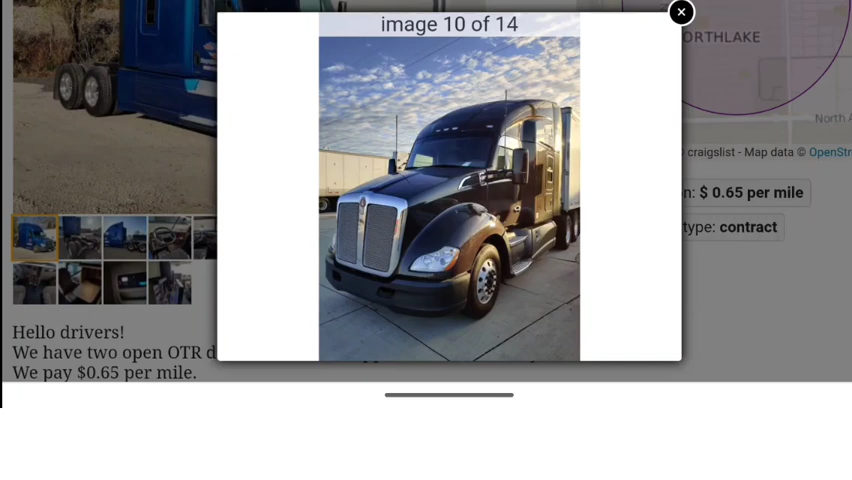 image 10 of 14
ORTHLAKE
North A
craigslist - Map data © OpenStr
n: $ 0.65 per mile
type: contract
Hello drivers!
We have two open OTR d
We pay $0.65 per mile.